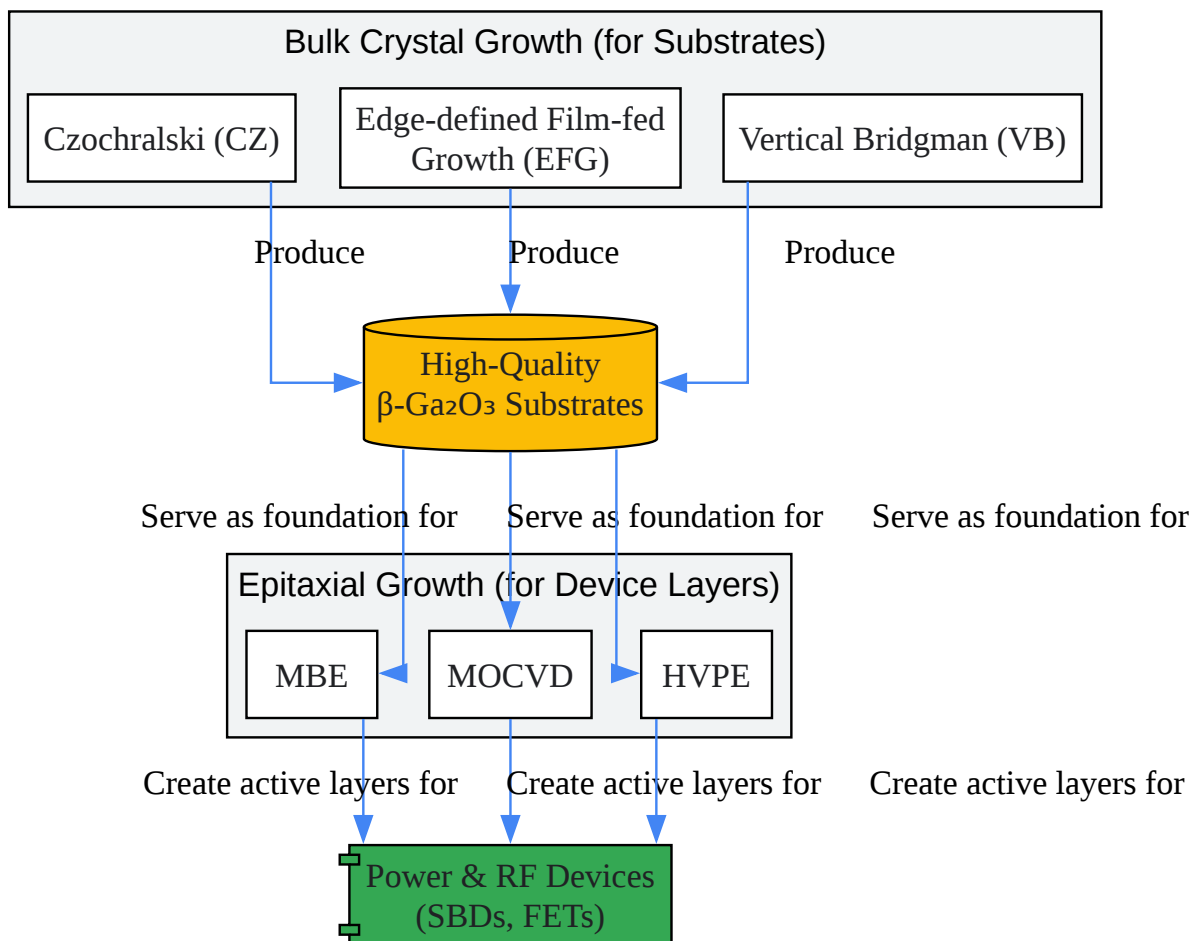 Bulk Crystal Growth (for Substrates)
Czochralski (CZ)
Edge-defined Film-fed
Growth (EFG)
Vertical Bridgman (VB)
Produce
Produce
Produce
High-Quality
β-Ga₂O₃ Substrates
Serve as foundation for
Serve as foundation for
Serve as foundation for
Epitaxial Growth (for Device Layers)
MBE
MOCVD
HVPE
Create active layers for
Create active layers for
Create active layers for
Power & RF Devices
(SBDs, FETs)